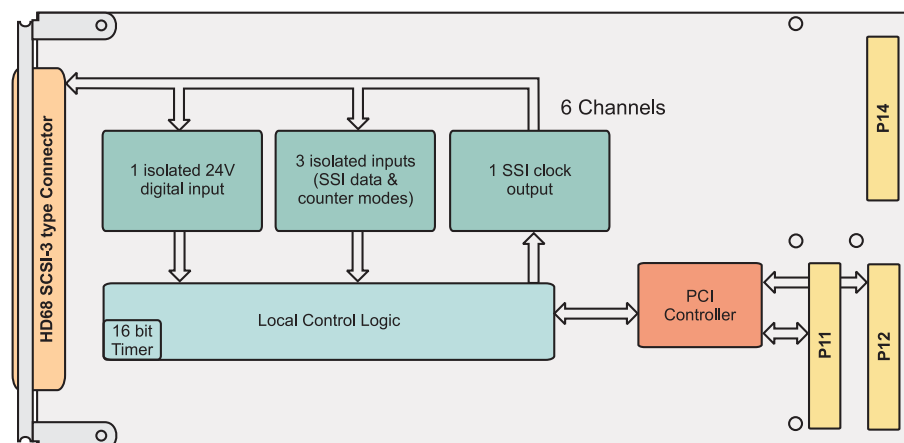 HD68 SCSI-3 type Connector
6 Channels
1 isolated 24V
digital input
3 isolated inputs
(SSI data &
counter modes)
1 SSI clock
output
Local Control Logic
16 bit
Timer
PCI
Controller
P14
P11
P12